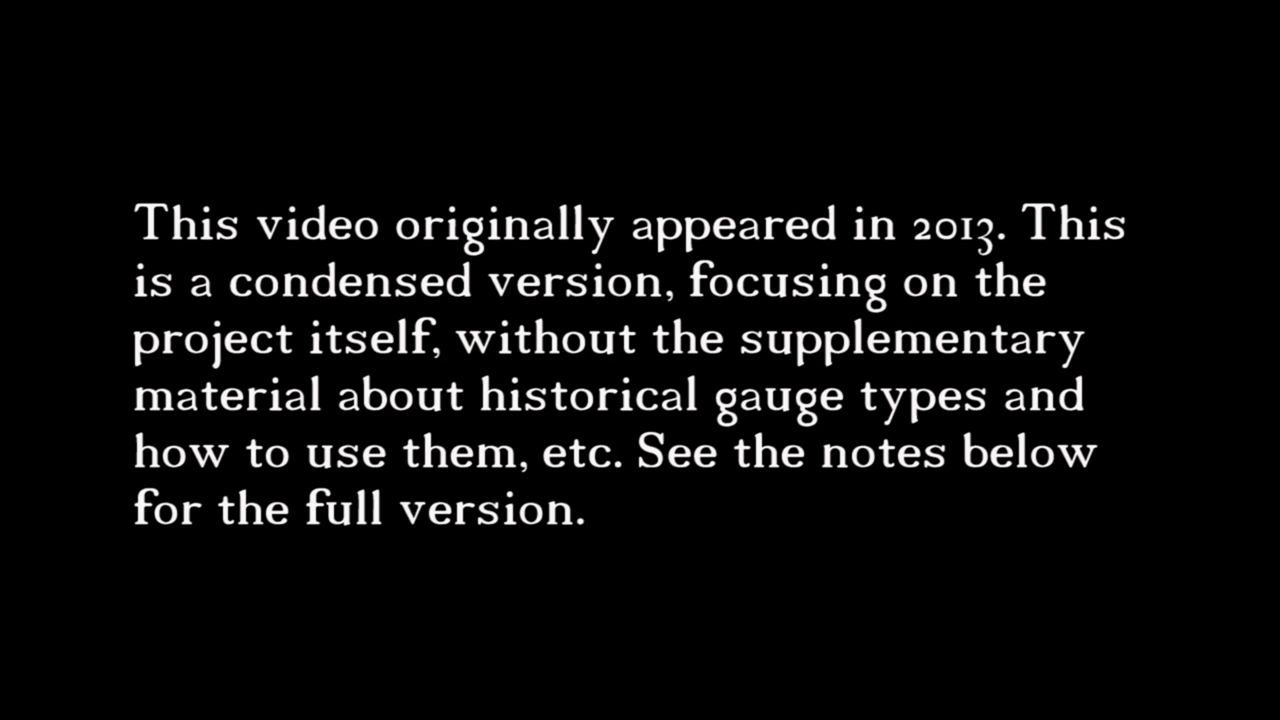 This video originally appeared in 2013. This
is a condensed version, focusing on the
project itself, without the supplementary
material about historical gauge types and
how to use them, etc. See the notes below
for the full version.